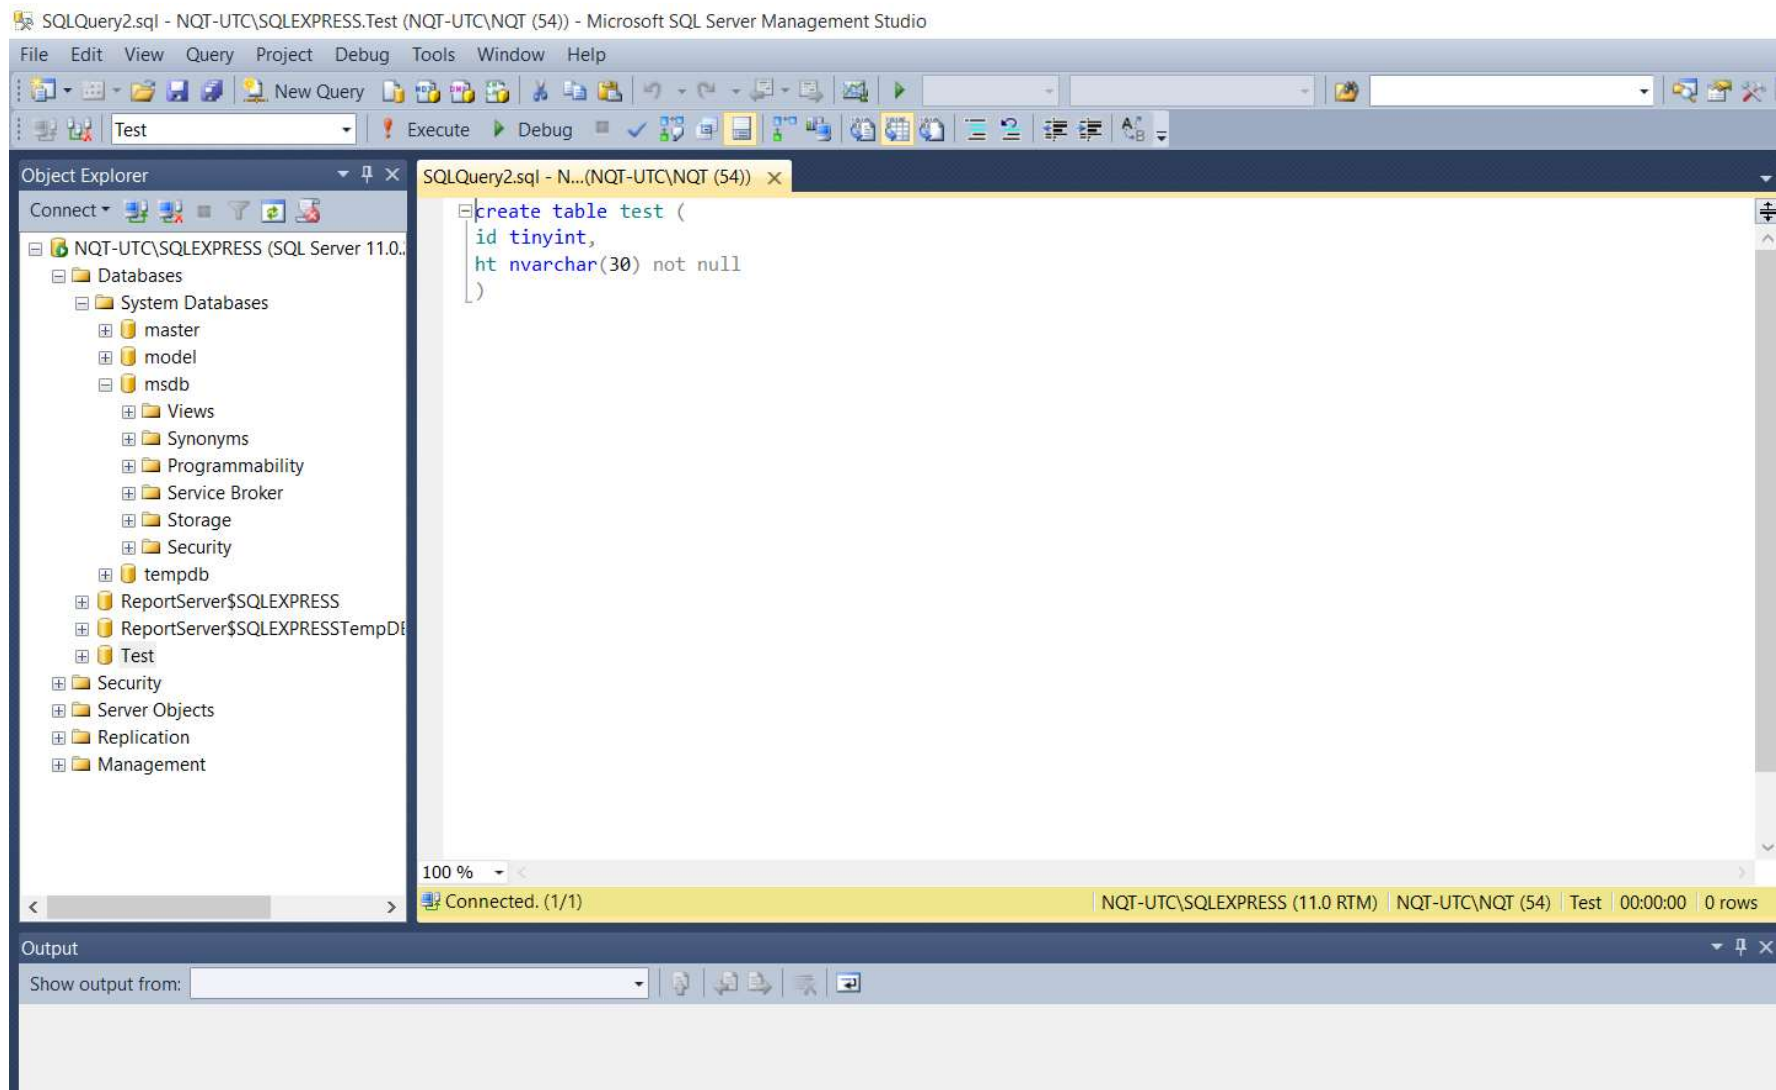 SQLQuery2.sql - NQT-UTC\SQLEXPRESS.Test (NQT-UTC\NQT (54)) - Microsoft SQL Server Management Studio
File Edit View Query Project Debug Tools Window Help
New Query
Test Execute Debug
Object Explorer
Connect
NQT-UTC\SQLEXPRESS (SQL Server 11.0.
Databases
System Databases
master
model
msdb
Views
Synonyms
Programmability
Service Broker
Storage
Security
tempdb
ReportServer$SQLEXPRESS
ReportServer$SQLEXPRESSTempDB
Test
Security
Server Objects
Replication
Management
SQLQuery2.sql - N...(NQT-UTC\NQT (54))
create table test (
id tinyint,
ht nvarchar(30) not null
)
100 %
Connected. (1/1) NQT-UTC\SQLEXPRESS (11.0 RTM) NQT-UTC\NQT (54) Test 00:00:00 0 rows
Output
Show output from: